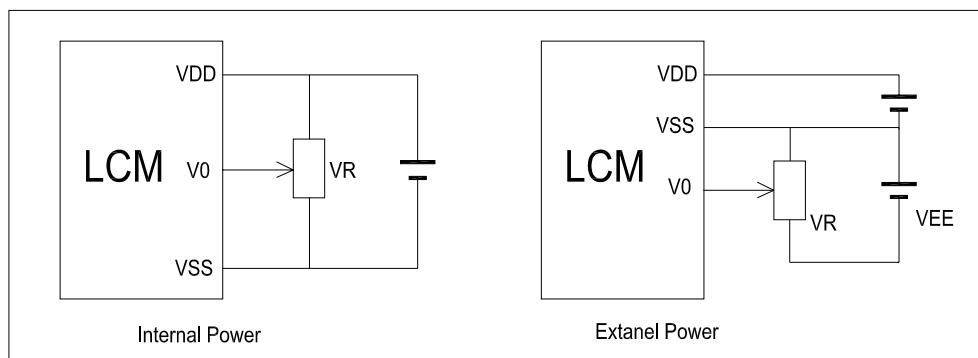 VDD
LCM
V0
VR
VSS
Internal Power
VDD
VSS
LCM
V0
VR
VEE
Extanel Power